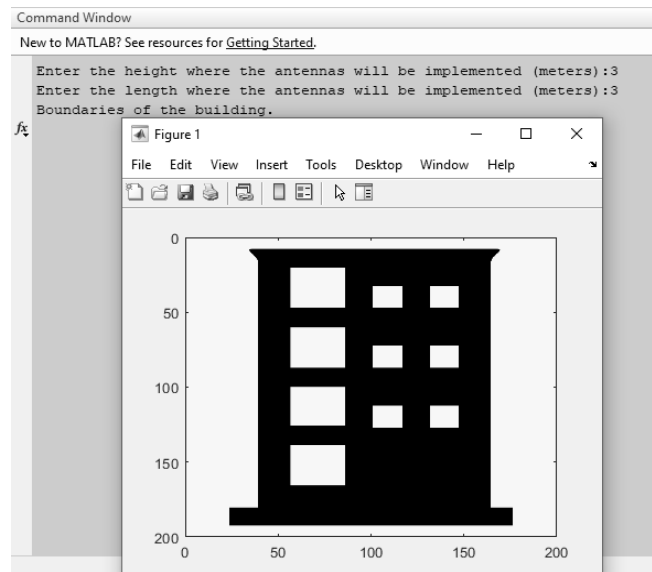 Command Window
New to MATLAB? See resources for Getting Started.
Enter the height where the antennas will be implemented (meters):3
Enter the length where the antennas will be implemented (meters):3
Boundaries of the building.
fx
Figure 1
File Edit View Insert Tools Desktop Window Help
0
50
100
150
200
0 50 100 150 200